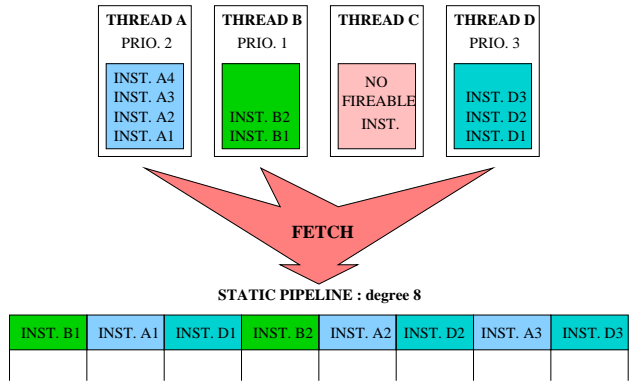 THREAD A
PRIO. 2
INST. A4
INST. A3
INST. A2
INST. A1
THREAD B
PRIO. 1
INST. B2
INST. B1
THREAD C
NO
FIREABLE
INST.
THREAD D
PRIO. 3
INST. D3
INST. D2
INST. D1
FETCH
STATIC PIPELINE : degree 8
INST. B1 INST. A1 INST. D1 INST. B2 INST. A2 INST. D2 INST. A3 INST. D3